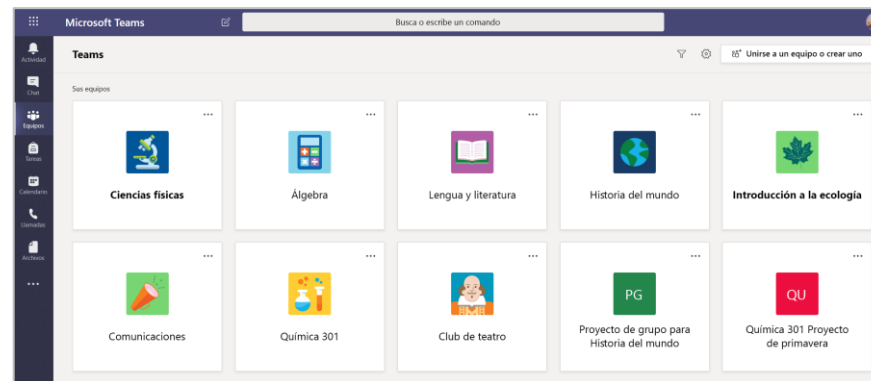 Microsoft Teams
Busca o escribe un comando
Actividad
Chat
Equipos
Tareas
Calendario
Llamadas
Archivos
Teams
Unirse a un equipo o crear uno
Sus equipos
Ciencias físicas
Álgebra
Lengua y literatura
Historia del mundo
Introducción a la ecología
Comunicaciones
Química 301
Club de teatro
PG
Proyecto de grupo para
Historia del mundo
QU
Química 301 Proyecto
de primavera